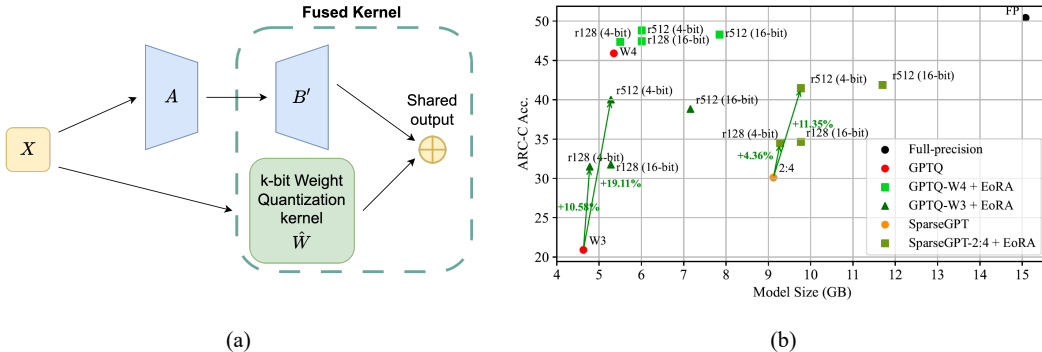 Fused Kernel
A
B′
X
Shared
output
k-bit Weight
Quantization
kernel
Ŵ
(a)
ARC-C Acc.
50
45
40
35
30
25
20
4
5
6
7
8
9
10
11
12
13
14
15
Model Size (GB)
FP
r128 (4-bit)
r512 (4-bit)
r128 (16-bit)
r512 (16-bit)
W4
r512 (4-bit)
r512 (16-bit)
r512 (4-bit)
r512 (16-bit)
+11.35%
r128 (4-bit)
r128 (16-bit)
+4.36%
2:4
r128 (4-bit)
r128 (16-bit)
+19.11%
+10.58%
W3
Full-precision
GPTQ
GPTQ-W4 + EoRA
GPTQ-W3 + EoRA
SparseGPT
SparseGPT-2:4 + EoRA
(b)